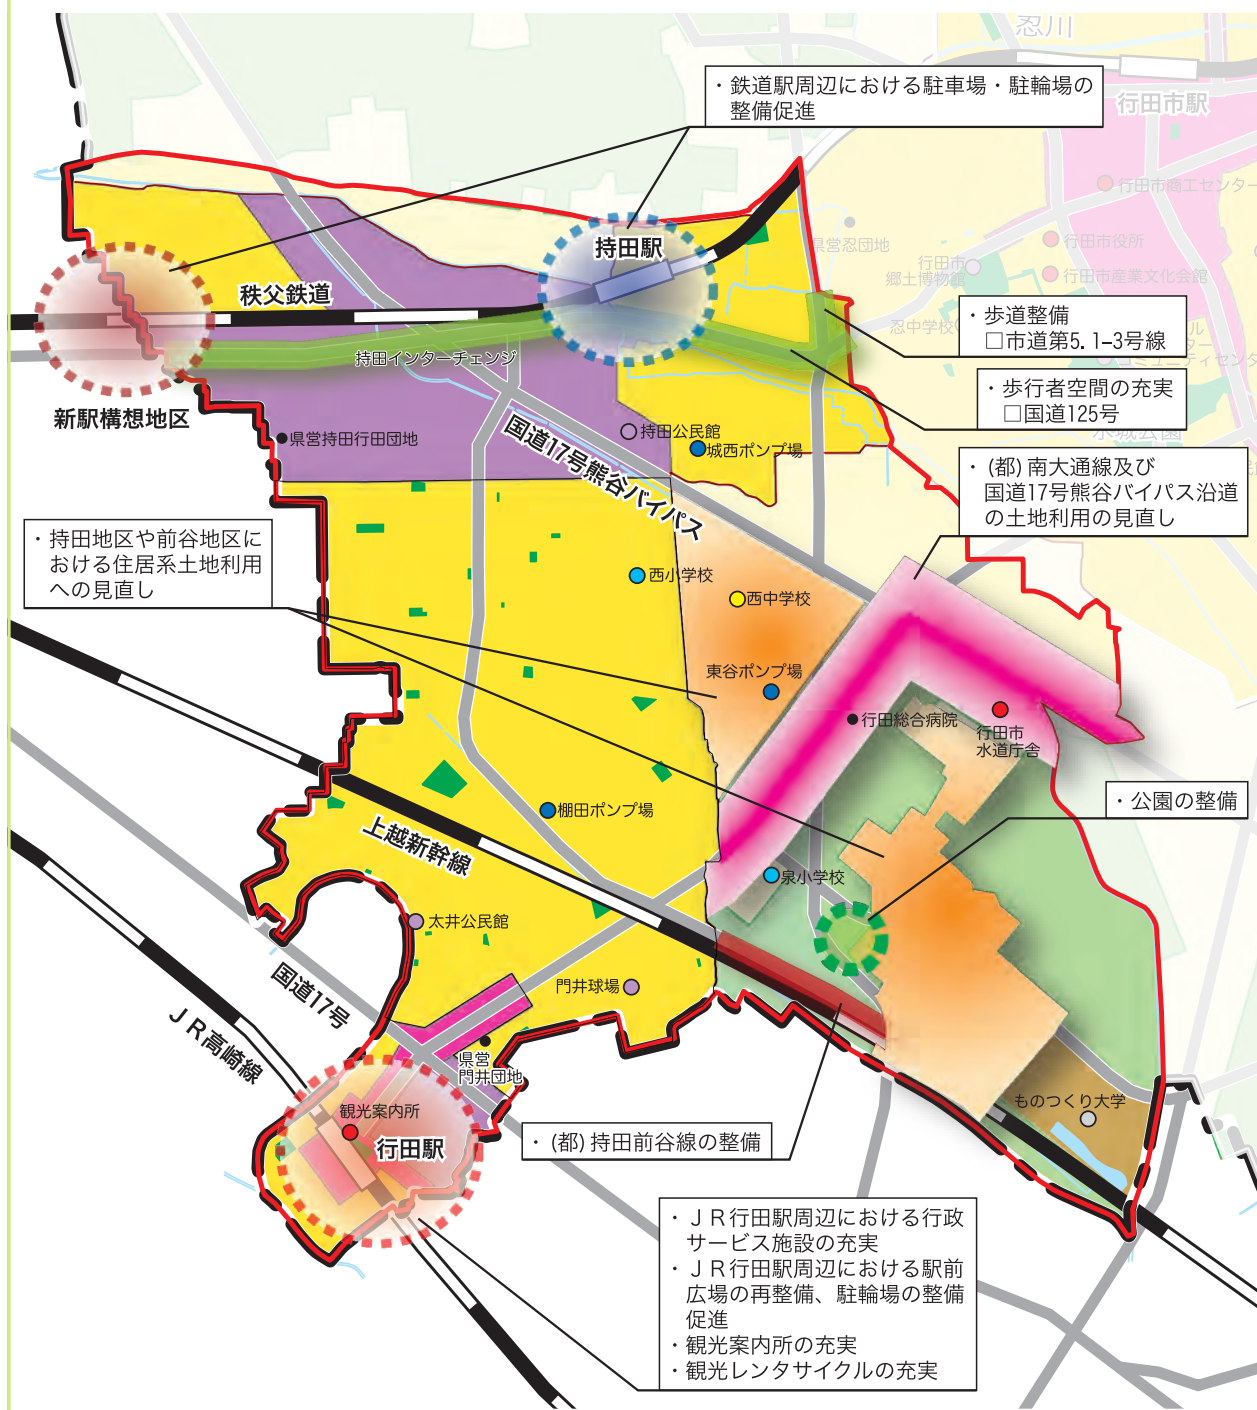 忍川
・鉄道駅周辺における駐車場・駐輪場の
整備促進
行田市駅
行田市商工センター
県営忍団地
行田市役所
行田市
郷土博物館
行田市産業文化会館
持田駅
秩父鉄道
忍中学校
・歩道整備
□市道第5.1-3号線
コミュニティセンター
持田インターチェンジ
・歩行者空間の充実
□国道125号
新駅構想地区
県営持田行田団地
国道17号熊谷バイパス
持田公民館
城西ポンプ場
水城公園
・(都)南大通線及び
国道17号熊谷バイパス沿道
の土地利用の見直し
・持田地区や前谷地区に
おける住居系土地利用
への見直し
西小学校
西中学校
東谷ポンプ場
行田総合病院
行田市
水道庁舎
・公園の整備
棚田ポンプ場
上越新幹線
泉小学校
太井公民館
国道17号
門井球場
JR高崎線
県営
門井団地
観光案内所
行田駅
ものつくり大学
・(都)持田前谷線の整備
・JR行田駅周辺における行政
サービス施設の充実
・JR行田駅周辺における駅前
広場の再整備、駐輪場の整備
促進
・観光案内所の充実
・観光レンタサイクルの充実